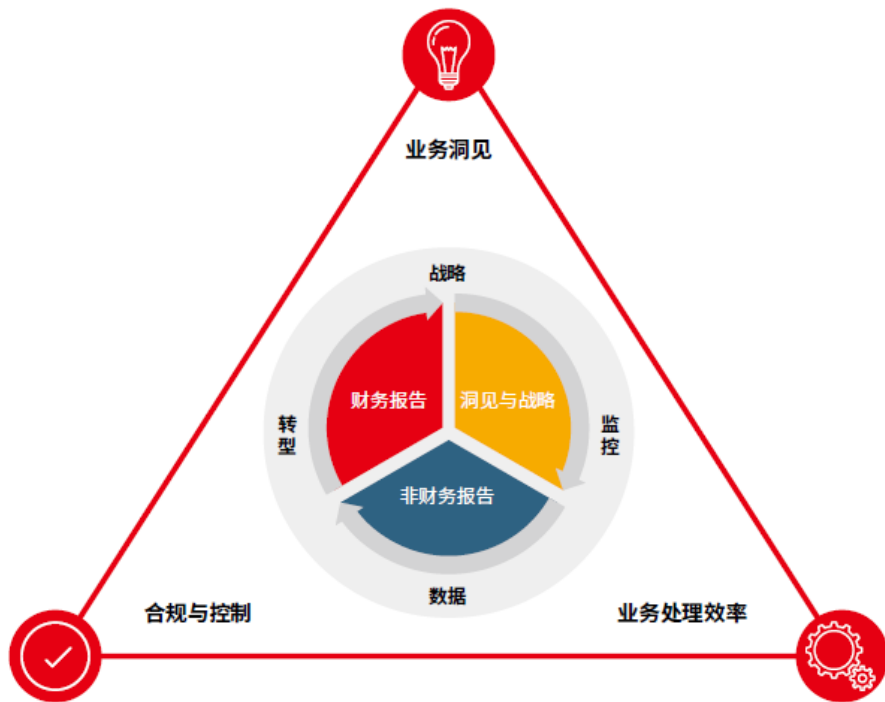 业务洞见
战略
财务报告
洞见与战略
转
型
监
控
非财务报告
数据
合规与控制
业务处理效率